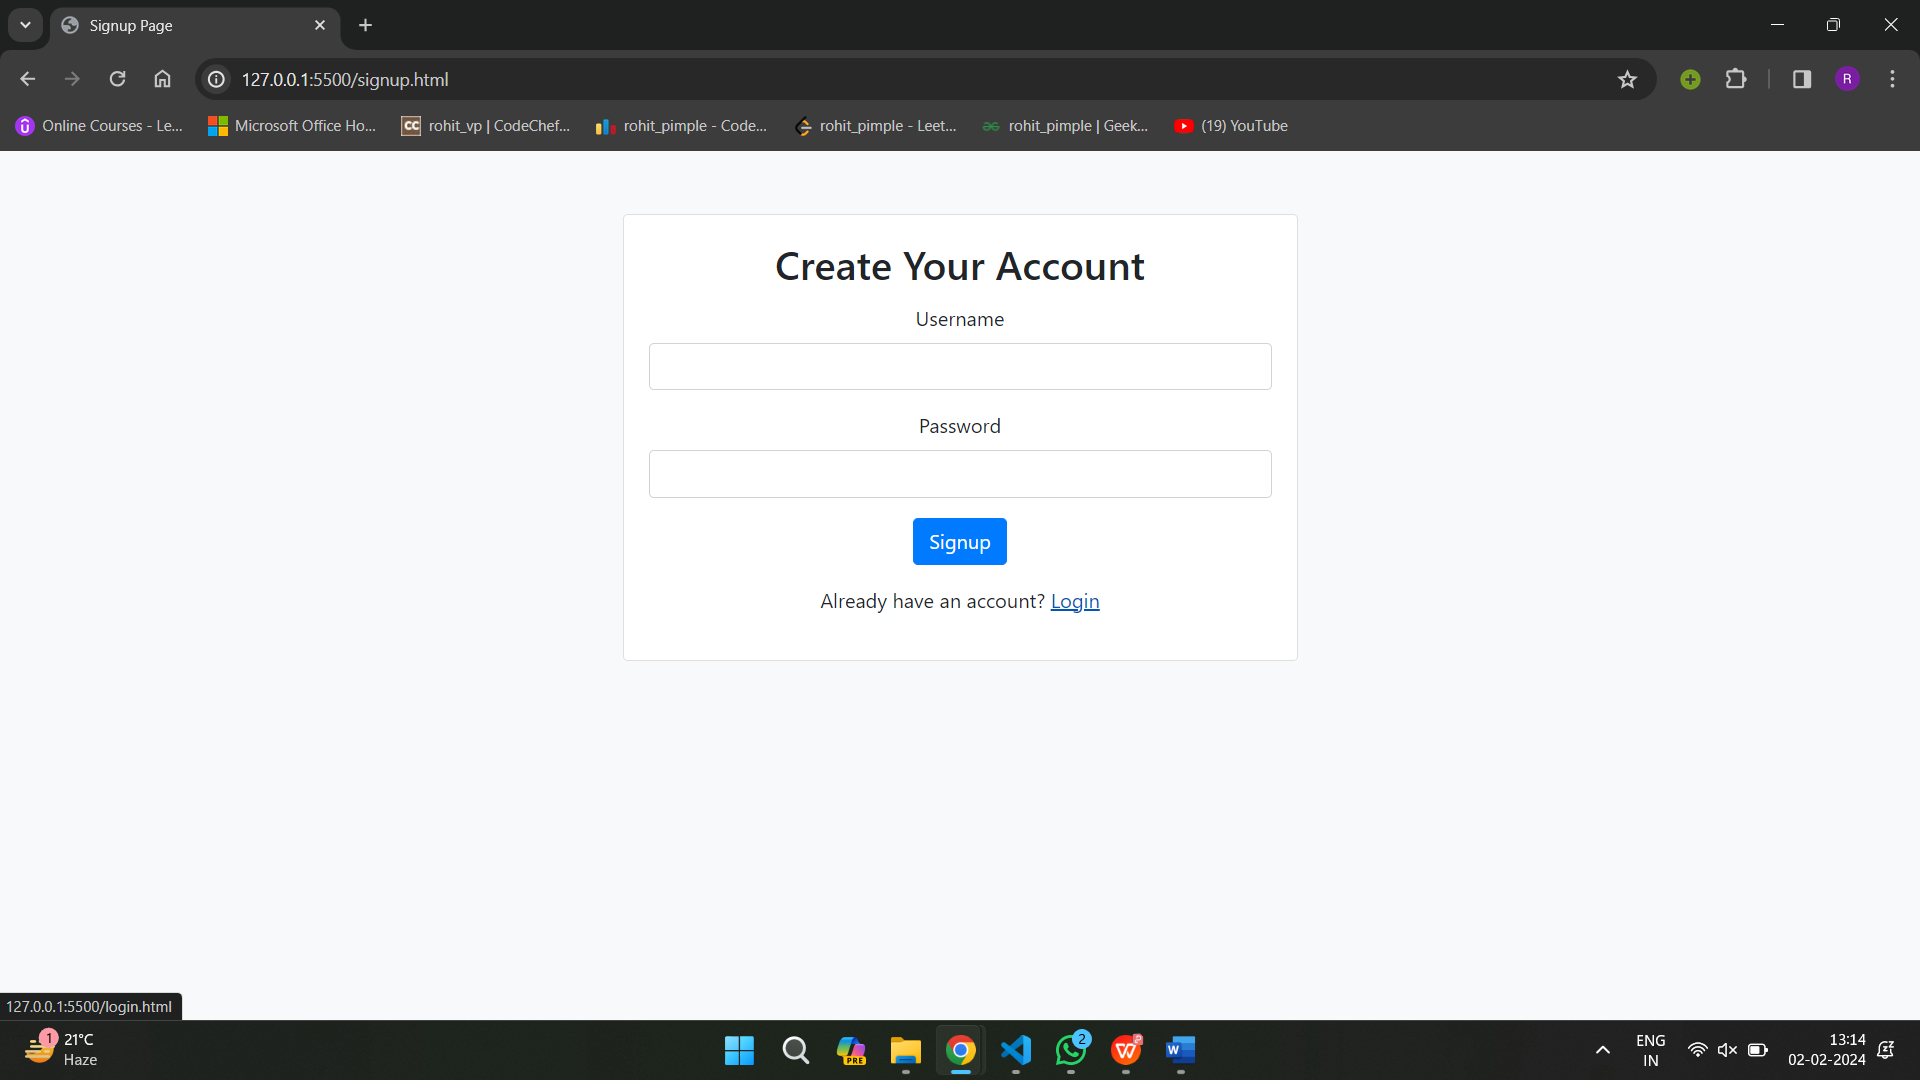 Signup Page
127.0.0.1:5500/signup.html
R
Online Courses - Le...
Microsoft Office Ho...
CC
rohit_vp | CodeChef...
rohit_pimple - Code...
rohit_pimple - Leet...
rohit_pimple | Geek...
(19) YouTube
Create Your Account
Username
Password
Signup
Already have an account? Login
127.0.0.1:5500/login.html
1
21°C
Haze
PRE
2
W
W
ENG
IN
13:14
02-02-2024